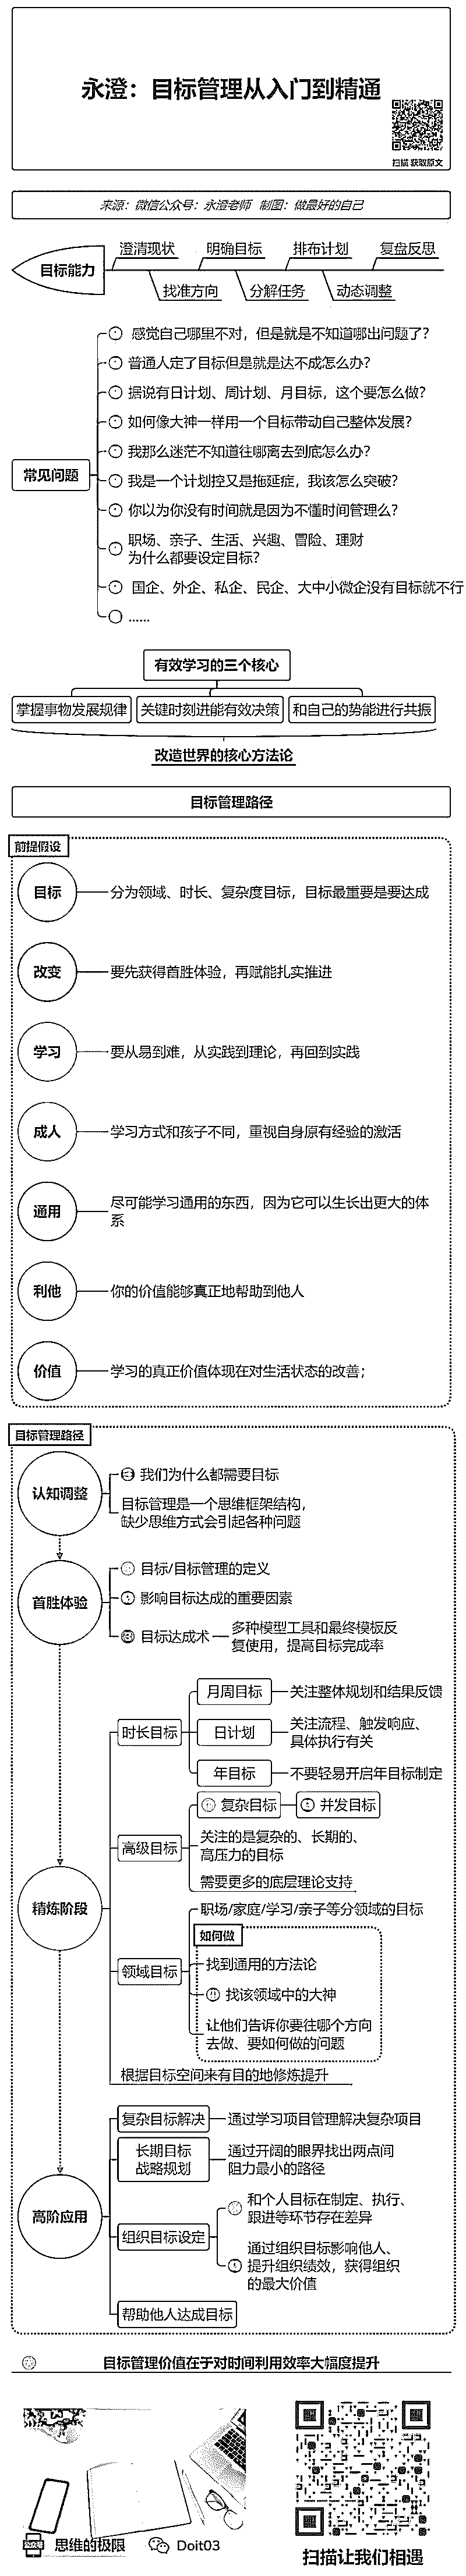 永澄：目标管理从入门到精通
扫描 获取原文
来源：微信公众号：永澄老师 制图：做最好的自己
目标能力
澄清现状
明确目标
排布计划
复盘反思
找准方向
分解任务
动态调整
常见问题
感觉自己哪里不对，但是就是不知道哪出问题了？
普通人定了目标但是就是达不成怎么办？
据说有日计划、周计划、月目标，这个要怎么做？
如何像大神一样用一个目标带动自己整体发展？
我那么迷茫不知道往哪离去到底怎么办？
我是一个计划控又是拖延症，我该怎么突破？
你以为你没有时间就是因为不懂时间管理么？
职场、亲子、生活、兴趣、冒险、理财
为什么都要设定目标？
国企、外企、私企、民企、大中小微企没有目标就不行
......
有效学习的三个核心
掌握事物发展规律
关键时刻进能有效决策
和自己的势能进行共振
改造世界的核心方法论
目标管理路径
前提假设
目标
分为领域、时长、复杂度目标，目标最重要是要达成
改变
要先获得首胜体验，再赋能扎实推进
学习
要从易到难，从实践到理论，再回到实践
成人
学习方式和孩子不同，重视自身原有经验的激活
通用
尽可能学习通用的东西，因为它可以生长出更大的体
系
利他
你的价值能够真正地帮助到他人
价值
学习的真正价值体现在对生活状态的改善；
目标管理路径
认知调整
我们为什么都需要目标
目标管理是一个思维框架结构，
缺少思维方式会引起各种问题
首胜体验
目标/目标管理的定义
影响目标达成的重要因素
目标达成术
多种模型工具和最终模板反
复使用，提高目标完成率
精炼阶段
时长目标
月周目标
关注整体规划和结果反馈
日计划
关注流程、触发响应、
具体执行有关
年目标
不要轻易开启年目标制定
高级目标
复杂目标
并发目标
关注的是复杂的、长期的、
高压力的目标
需要更多的底层理论支持
领域目标
职场/家庭/学习/亲子等分领域的目标
如何做
找到通用的方法论
找该领域中的大神
让他们告诉你要往哪个方向
去做、要如何做的问题
根据目标空间来有目的地修炼提升
高阶应用
复杂目标解决
通过学习项目管理解决复杂项目
长期目标
战略规划
通过开阔的眼界找出两点间
阻力最小的路径
组织目标设定
和个人目标在制定、执行、
跟进等环节存在差异
通过组织目标影响他人、
提升组织绩效，获得组织
的最大价值
帮助他人达成目标
目标管理价值在于对时间利用效率大幅度提升
思维的极限
Doit03
扫描让我们相遇